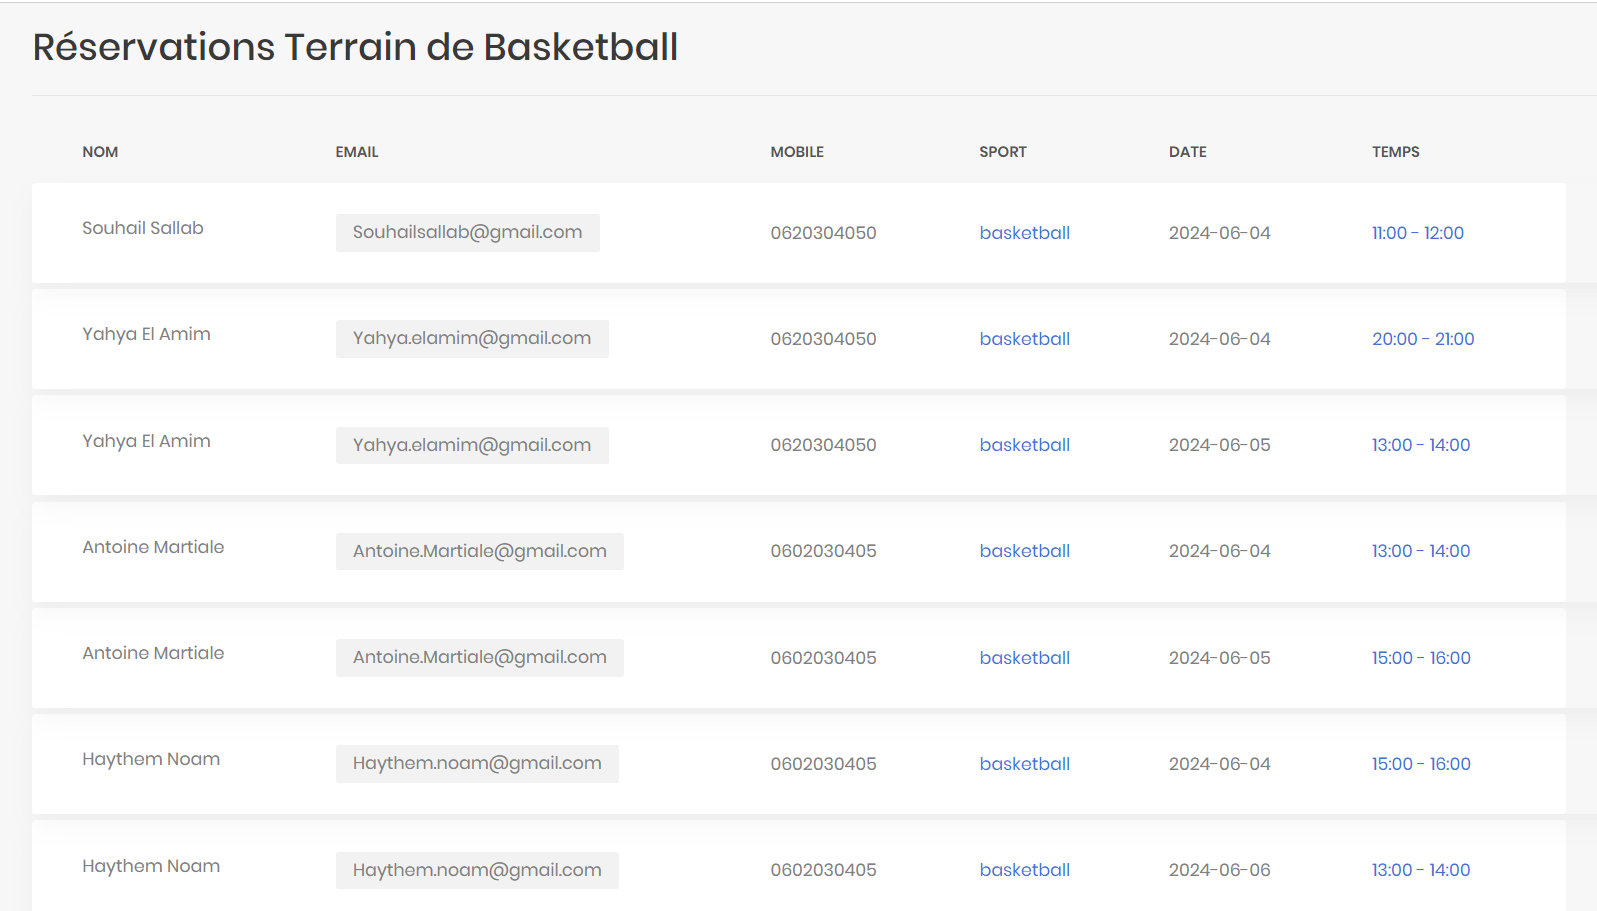 Réservations Terrain de Basketball
NOM EMAIL MOBILE SPORT DATE TEMPS
Souhail Sallab Souhailsallab@gmail.com 0620304050 basketball 2024-06-04 11:00 - 12:00
Yahya El Amim Yahya.elamim@gmail.com 0620304050 basketball 2024-06-04 20:00 - 21:00
Yahya El Amim Yahya.elamim@gmail.com 0620304050 basketball 2024-06-05 13:00 - 14:00
Antoine Martiale Antoine.Martiale@gmail.com 0602030405 basketball 2024-06-04 13:00 - 14:00
Antoine Martiale Antoine.Martiale@gmail.com 0602030405 basketball 2024-06-05 15:00 - 16:00
Haythem Noam Haythem.noam@gmail.com 0602030405 basketball 2024-06-04 15:00 - 16:00
Haythem Noam Haythem.noam@gmail.com 0602030405 basketball 2024-06-06 13:00 - 14:00